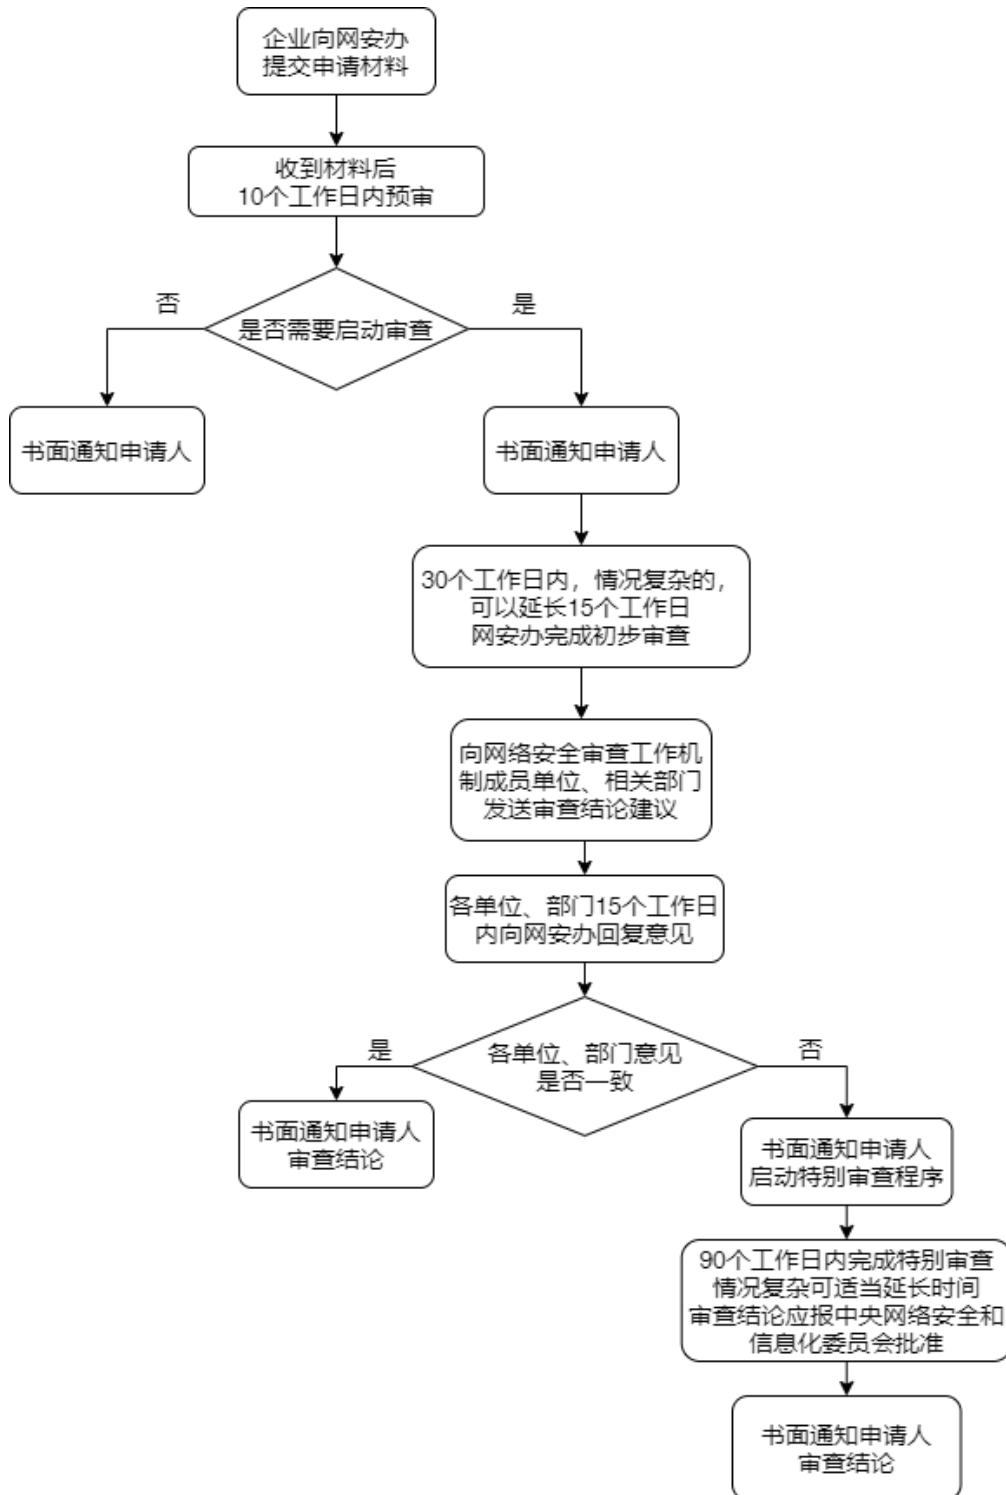 企业向网安办
提交申请材料
收到材料后
10个工作日内预审
否
是
是否需要启动审查
书面通知申请人
书面通知申请人
30个工作日内，情况复杂的，
可以延长15个工作日
网安办完成初步审查
向网络安全审查工作机
制成员单位、相关部门
发送审查结论建议
各单位、部门15个工作日
内向网安办回复意见
是
否
各单位、部门意见
是否一致
书面通知申请人
审查结论
书面通知申请人
启动特别审查程序
90个工作日内完成特别审查
情况复杂可适当延长时间
审查结论应报中央网络安全和
信息化委员会批准
书面通知申请人
审查结论